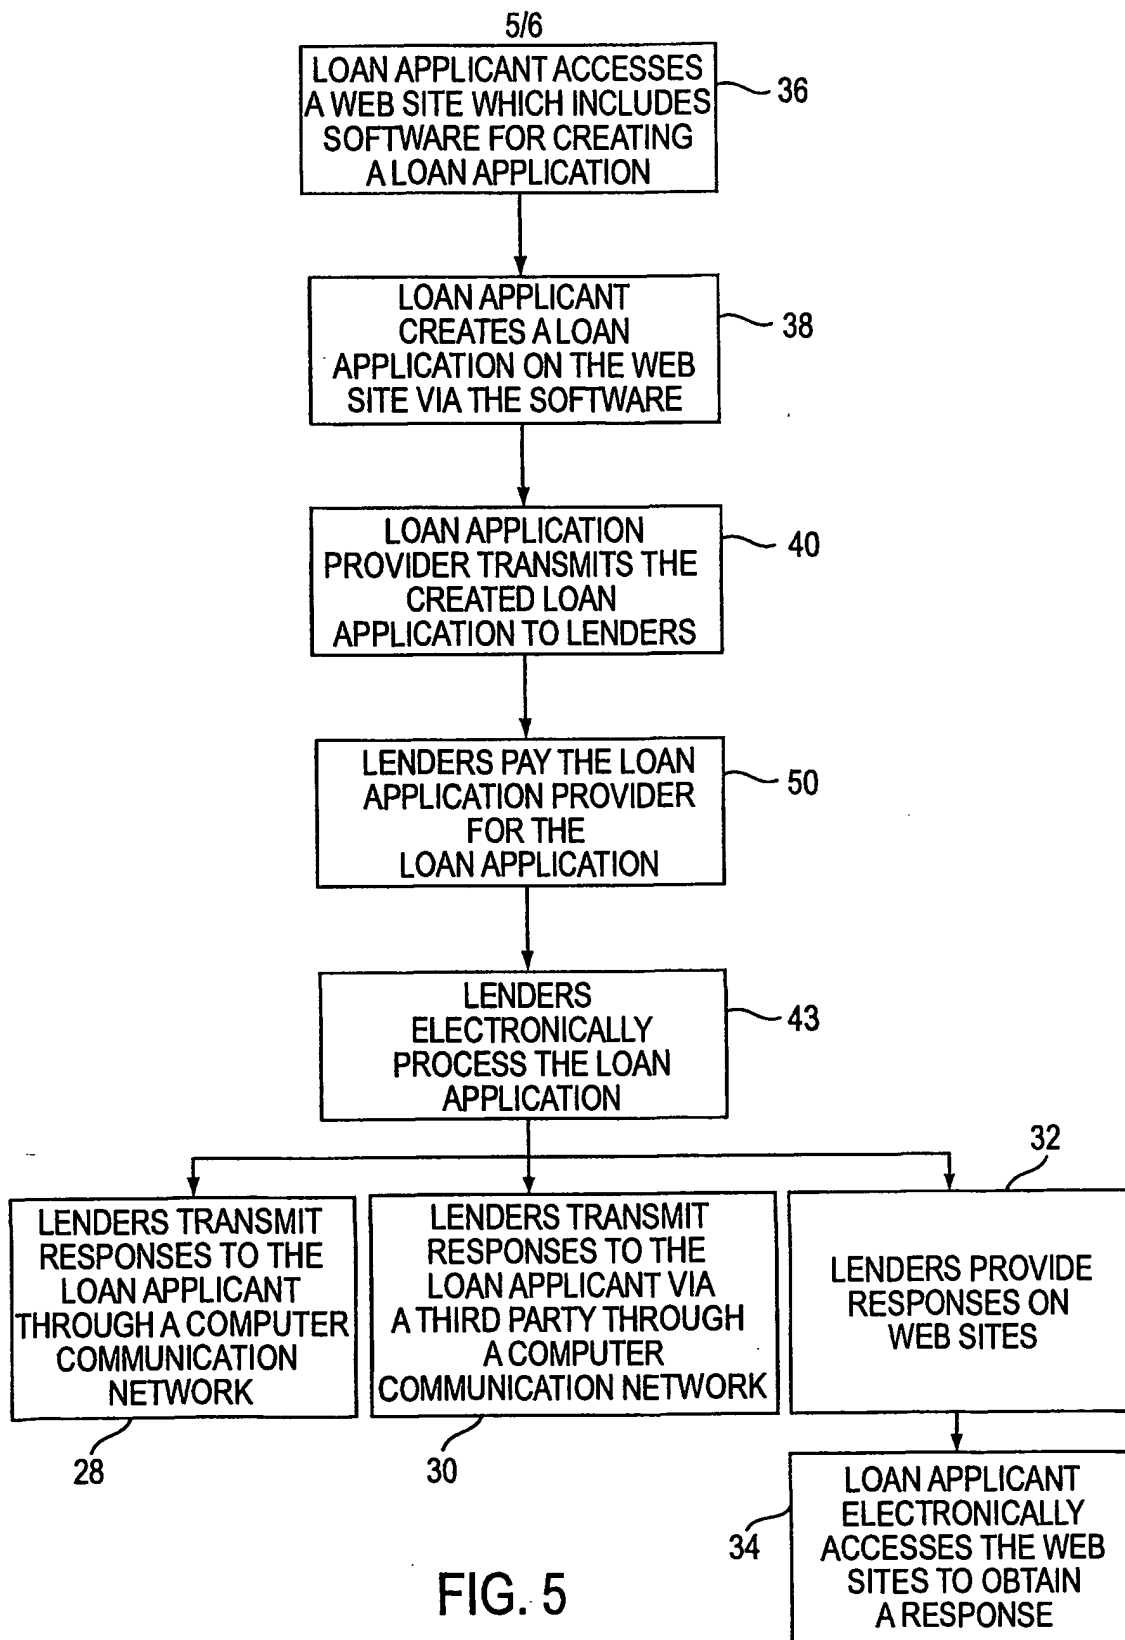 5/6
LOAN APPLICANT ACCESSES
A WEB SITE WHICH INCLUDES
SOFTWARE FOR CREATING
A LOAN APPLICATION
36
LOAN APPLICANT
CREATES A LOAN
APPLICATION ON THE WEB
SITE VIA THE SOFTWARE
38
LOAN APPLICATION
PROVIDER TRANSMITS THE
CREATED LOAN
APPLICATION TO LENDERS
40
LENDERS PAY THE LOAN
APPLICATION PROVIDER
FOR THE
LOAN APPLICATION
50
LENDERS
ELECTRONICALLY
PROCESS THE LOAN
APPLICATION
43
LENDERS TRANSMIT
RESPONSES TO THE
LOAN APPLICANT
THROUGH A COMPUTER
COMMUNICATION
NETWORK
28
LENDERS TRANSMIT
RESPONSES TO THE
LOAN APPLICANT VIA
A THIRD PARTY THROUGH
A COMPUTER
COMMUNICATION NETWORK
30
32
LENDERS PROVIDE
RESPONSES ON
WEB SITES
34
LOAN APPLICANT
ELECTRONICALLY
ACCESSES THE WEB
SITES TO OBTAIN
A RESPONSE
FIG. 5